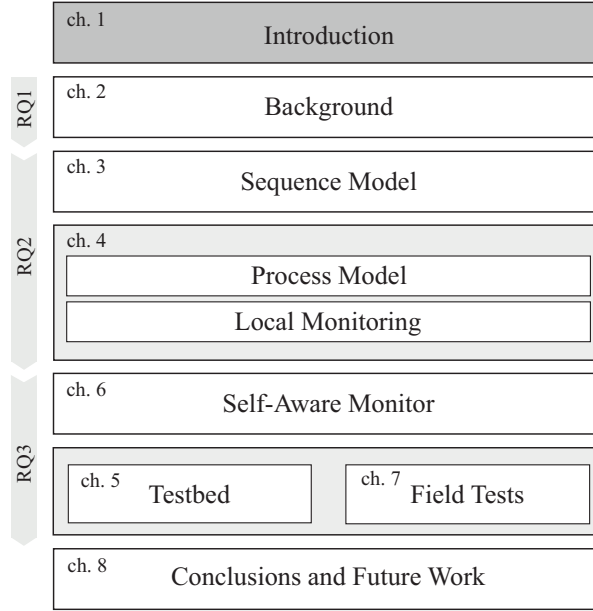 ch. 1
Introduction
RQ1
ch. 2
Background
RQ2
ch. 3
Sequence Model
ch. 4
Process Model
Local Monitoring
RQ3
ch. 6
Self-Aware Monitor
ch. 5
Testbed
ch. 7
Field Tests
ch. 8
Conclusions and Future Work